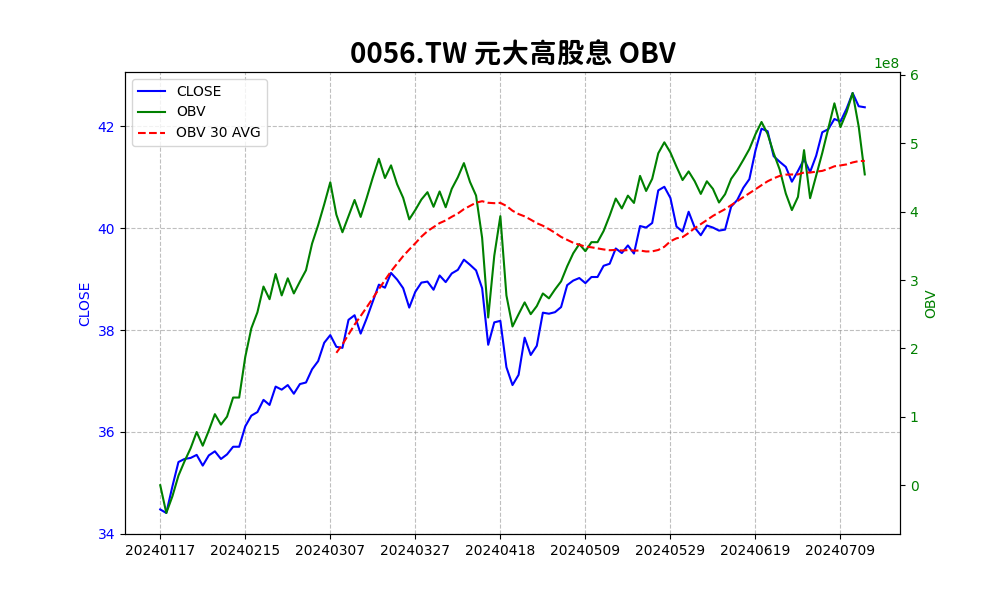 0056.TW 元大高股息 OBV
1e8
CLOSE
OBV
OBV 30 AVG
CLOSE
42
40
38
36
34
OBV
6
5
4
3
2
1
0
20240117 20240215 20240307 20240327 20240418 20240509 20240529 20240619 20240709